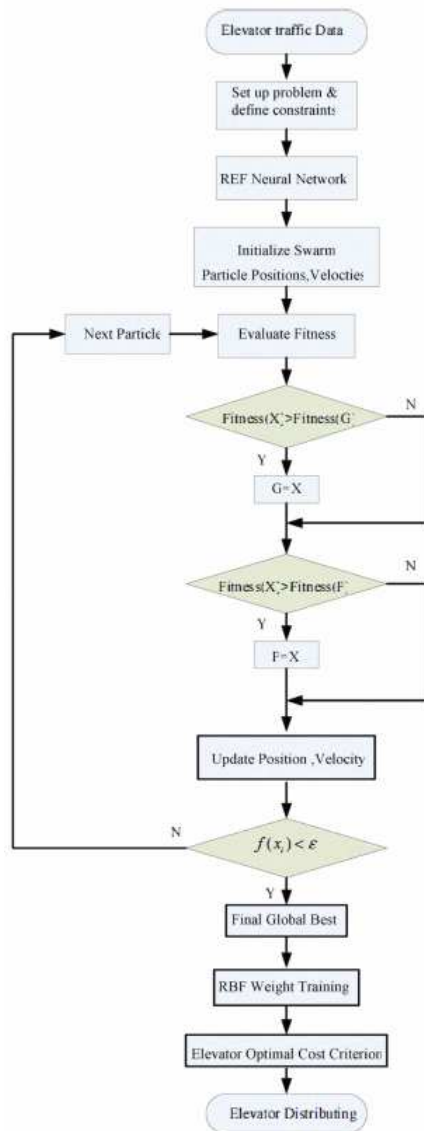 Elevator traffic Data
Set up problem &
define constraints
REF Neural Network
Initialize Swarm
Particle Positions,Velocties
Next Particle
Evaluate Fitness
Fitness(X)>Fitness(G)
N
Y
G=X
Fitness(X)>Fitness(F)
N
Y
F=X
Update Position ,Velocity
N
f(x_i)<ε
Y
Final Global Best
RBF Weight Training
Elevator Optimal Cost Criterion
Elevator Distributing